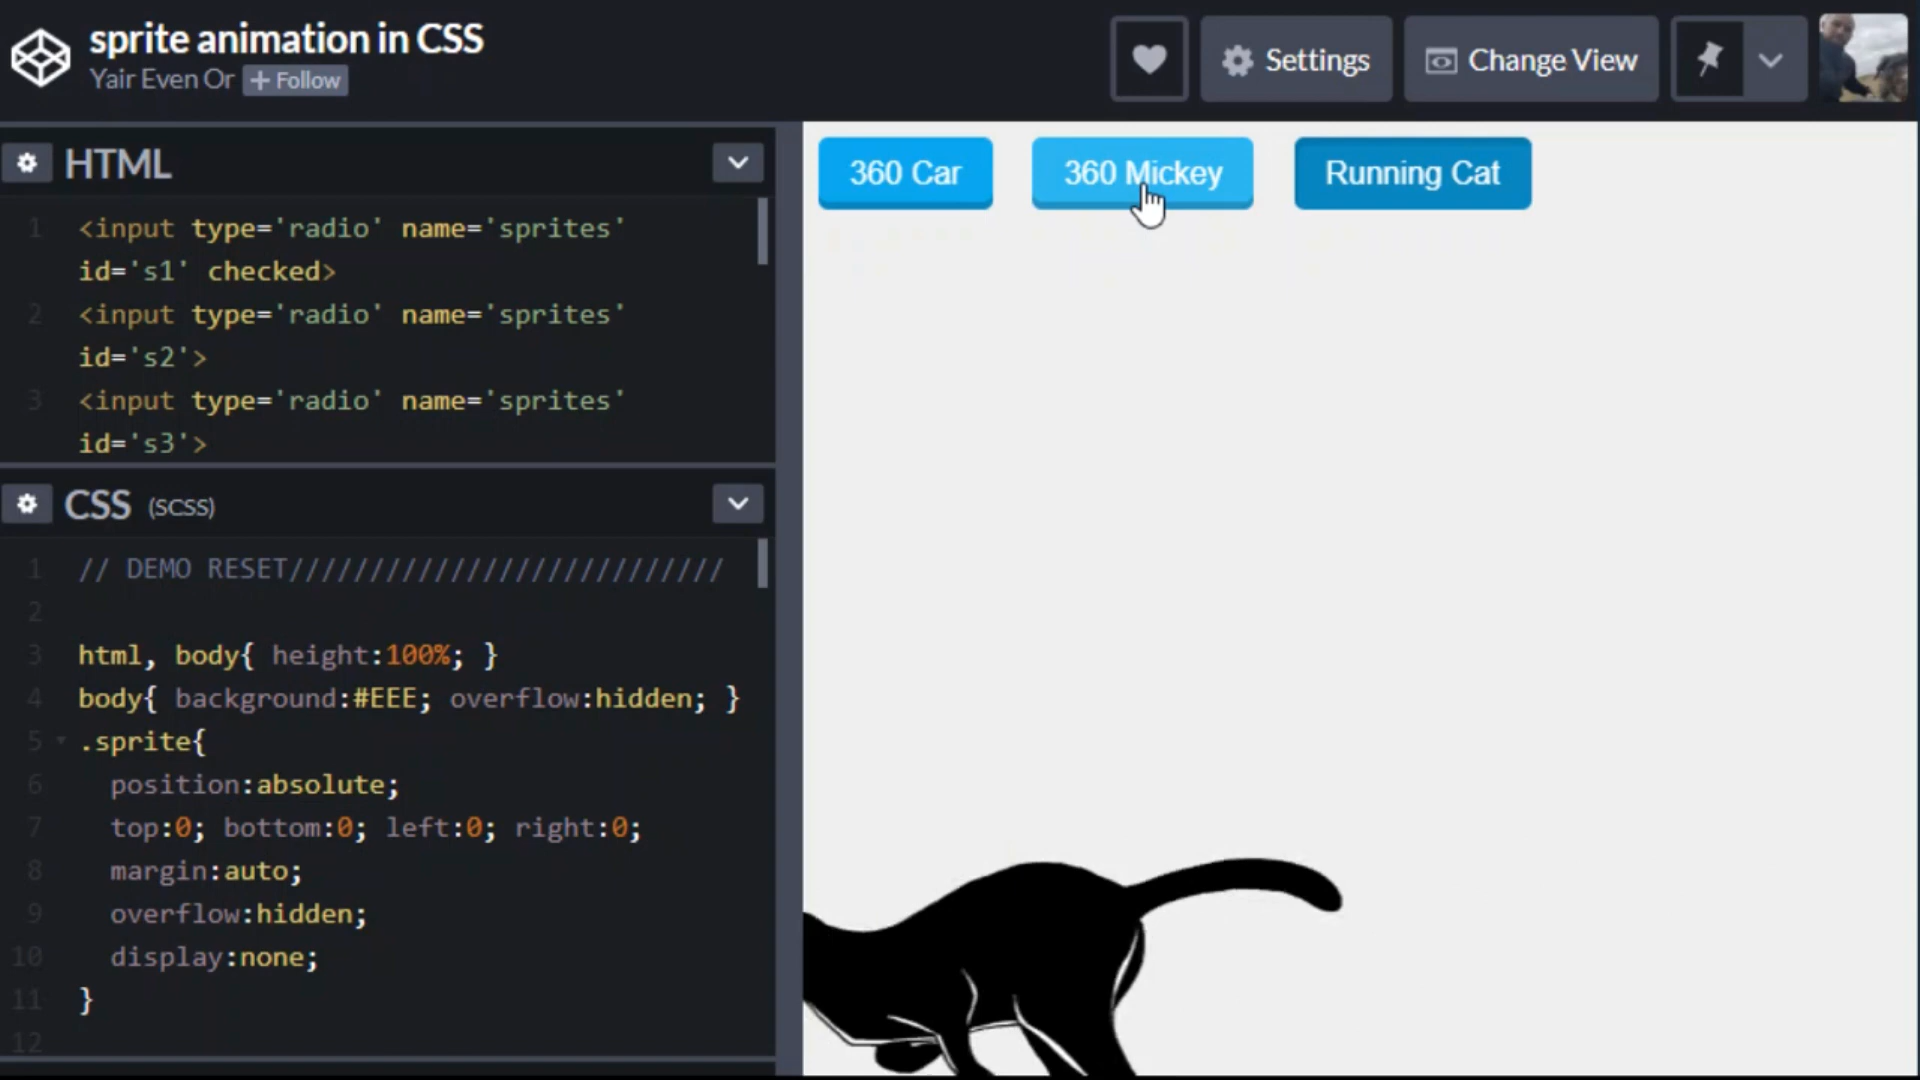 sprite animation in CSS
Yair Even Or + Follow
Settings
Change View
HTML
1 <input type='radio' name='sprites'
id='s1' checked>
2 <input type='radio' name='sprites'
id='s2'>
3 <input type='radio' name='sprites'
id='s3'>
CSS (SCSS)
1 // DEMO RESET///////////////////////////
2
3 html, body{ height:100%; }
4 body{ background:#EEE; overflow:hidden; }
5 .sprite{
6 position:absolute;
7 top:0; bottom:0; left:0; right:0;
8 margin:auto;
9 overflow:hidden;
10 display:none;
11 }
12
360 Car
360 Mickey
Running Cat